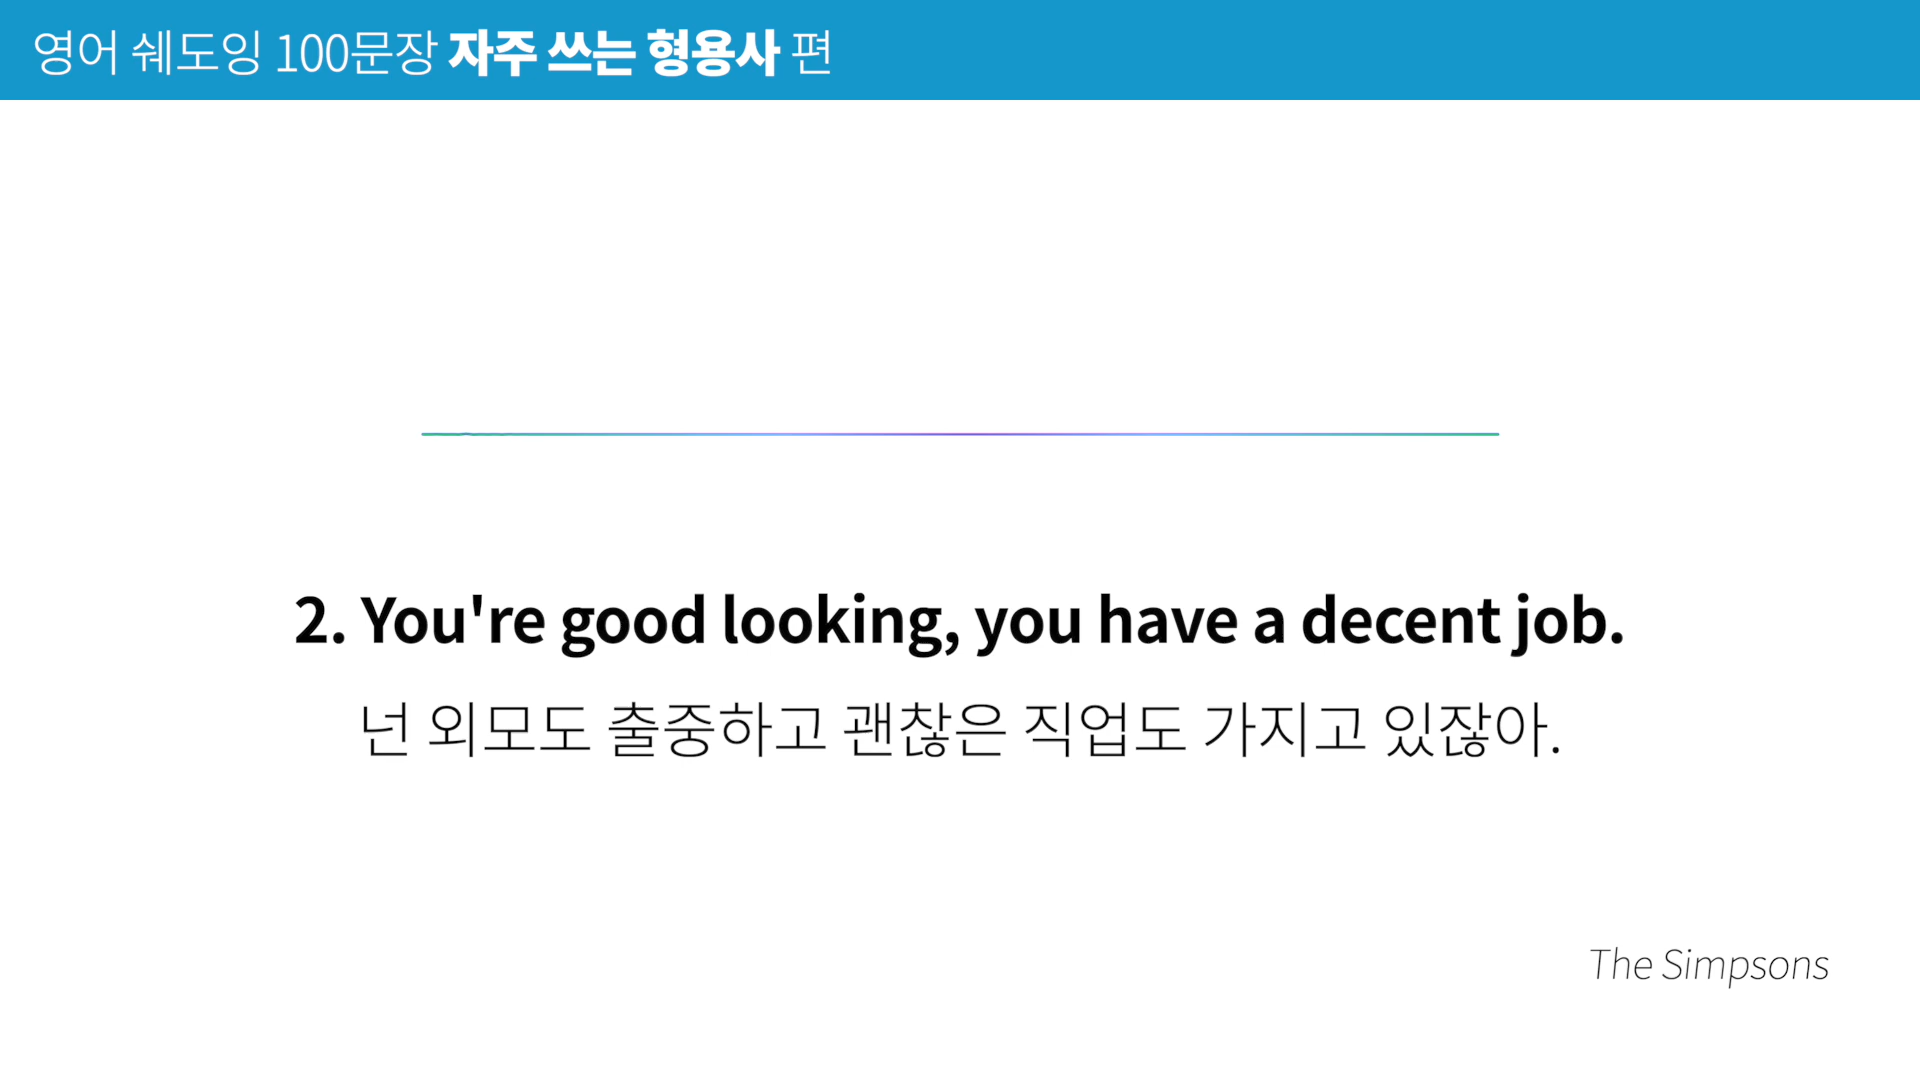 영어 쉐도잉 100문장 자주 쓰는 형용사 편
2. You're good looking, you have a decent job.
넌 외모도 출중하고 괜찮은 직업도 가지고 있잖아.
The Simpsons